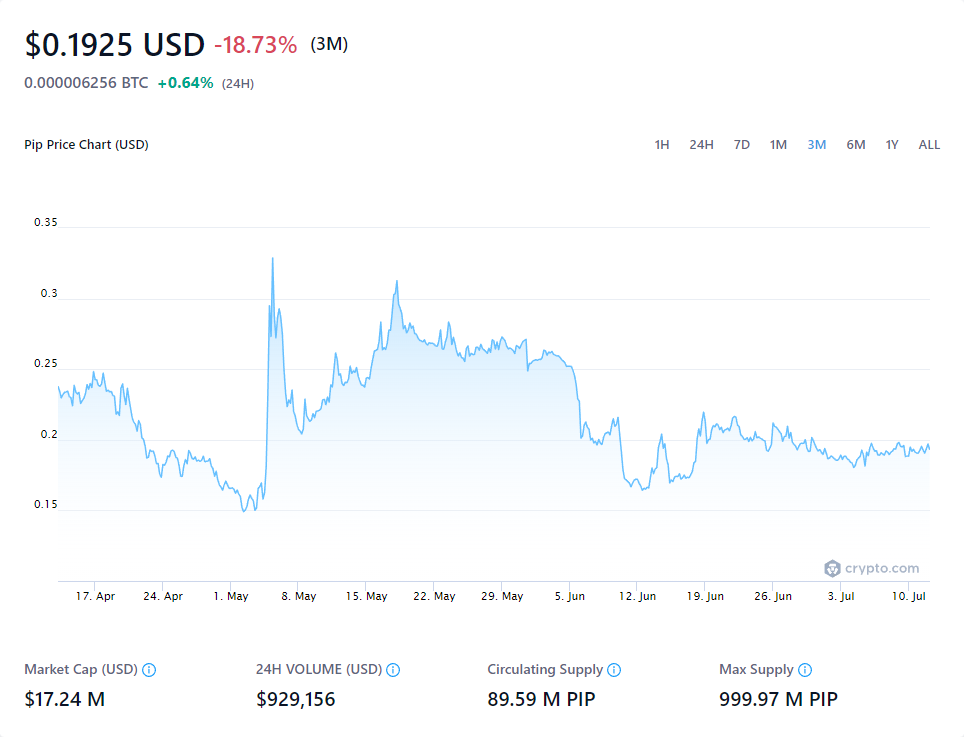 $0.1925 USD -18.73% (3M)
0.000006256 BTC +0.64% (24H)
Pip Price Chart (USD) 1H 24H 7D 1M 3M 6M 1Y ALL
0.35
0.3
0.25
0.2
0.15
crypto.com
17. Apr 24. Apr 1. May 8. May 15. May 22. May 29. May 5. Jun 12. Jun 19. Jun 26. Jun 3. Jul 10. Jul
Market Cap (USD) 24H VOLUME (USD) Circulating Supply Max Supply
$17.24 M $929,156 89.59 M PIP 999.97 M PIP